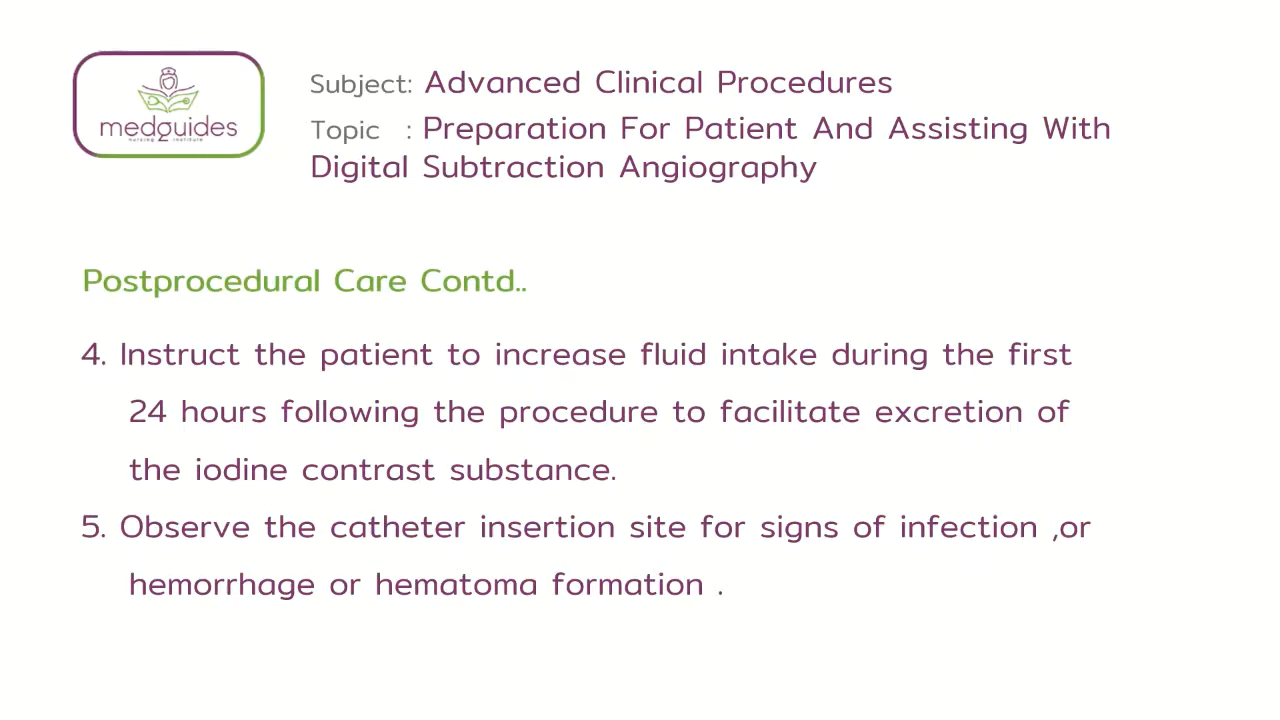 medguides
nursing institute
Subject: Advanced Clinical Procedures
Topic : Preparation For Patient And Assisting With
Digital Subtraction Angiography
Postprocedural Care Contd..
4. Instruct the patient to increase fluid intake during the first
24 hours following the procedure to facilitate excretion of
the iodine contrast substance.
5. Observe the catheter insertion site for signs of infection ,or
hemorrhage or hematoma formation .